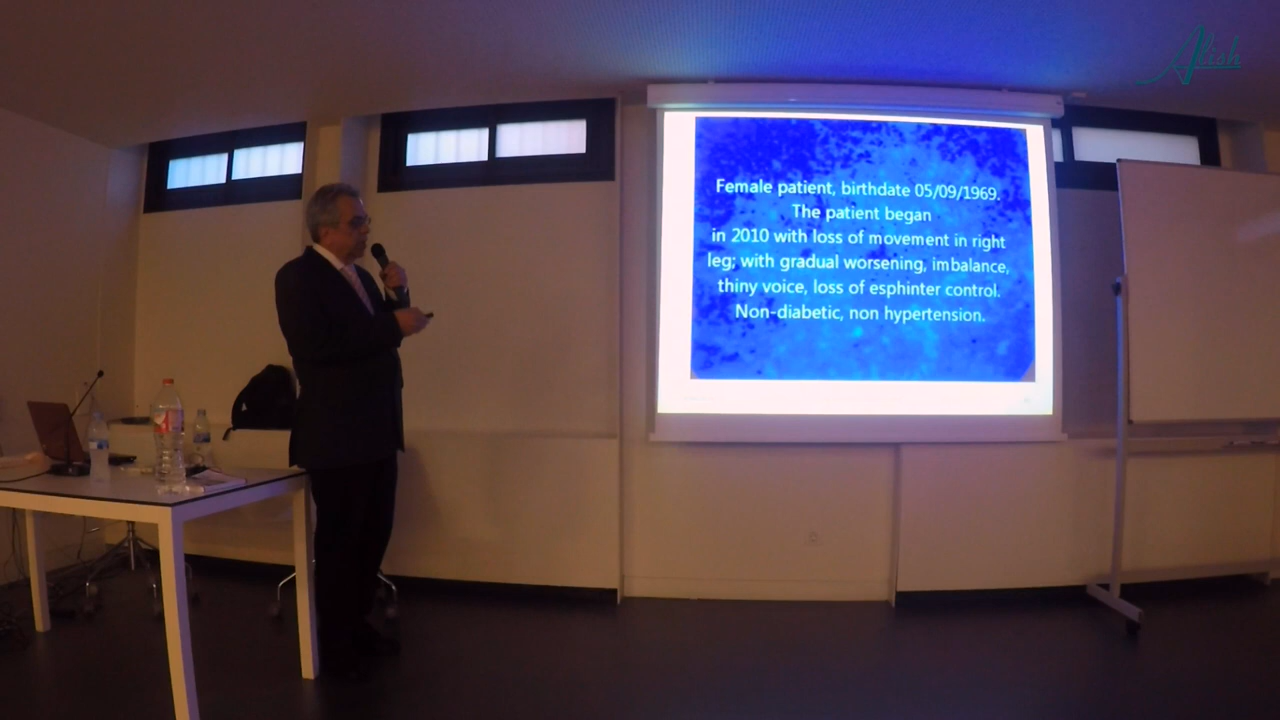 Alioh
Female patient, birthdate 05/09/1969.
The patient began
in 2010 with loss of movement in right
leg; with gradual worsening, imbalance,
thiny voice, loss of esphinter control.
Non-diabetic, non hypertension.